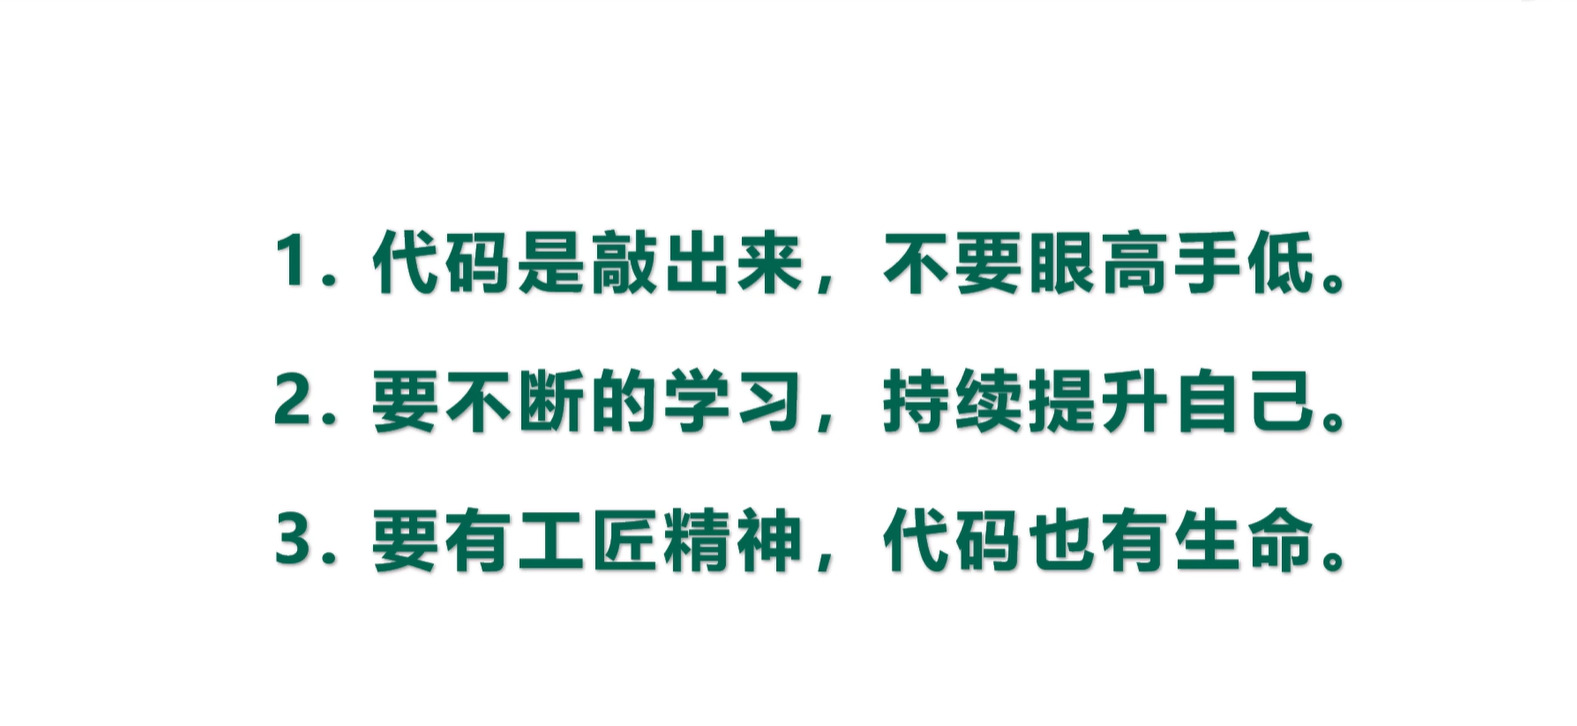 1. 代码是敲出来，不要眼高手低。
2. 要不断的学习，持续提升自己。
3. 要有工匠精神，代码也有生命。